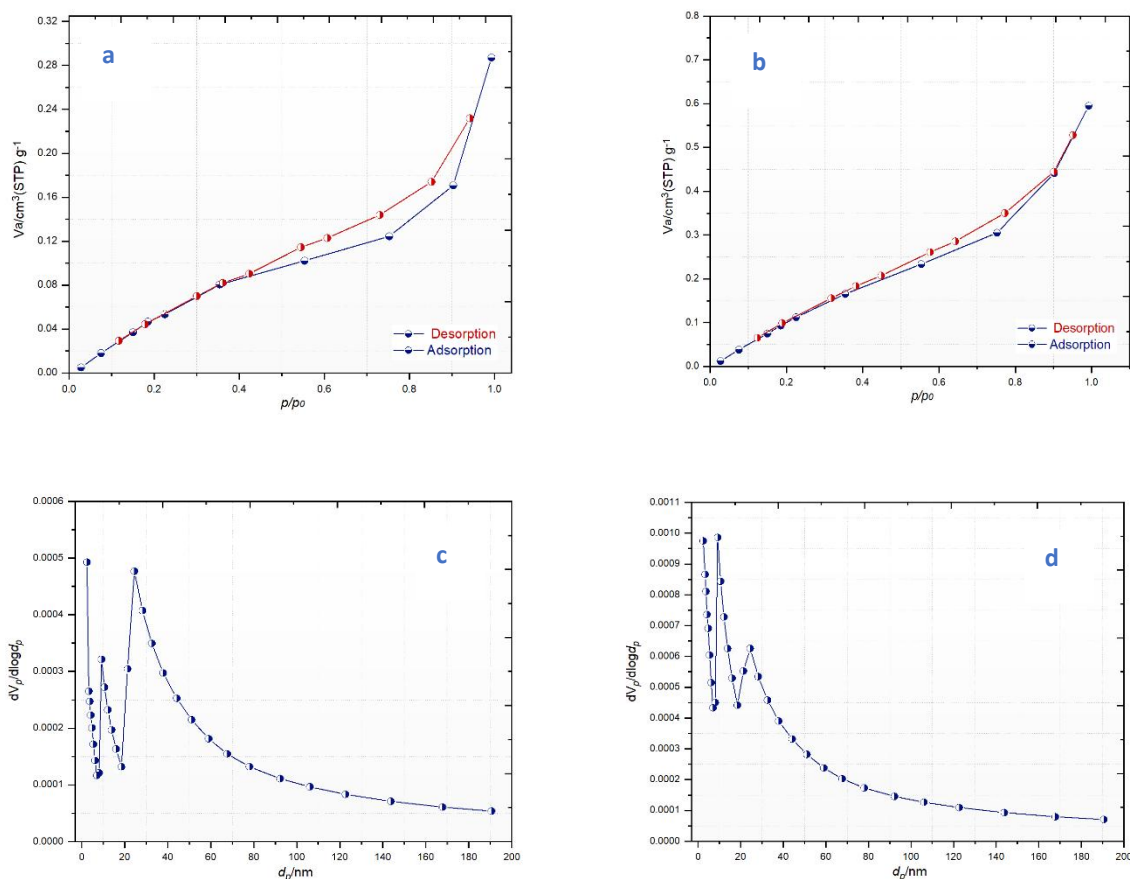 a
Va/cm³(STP) g⁻¹
0.32
0.28
0.24
0.20
0.16
0.12
0.08
0.04
0.00
0.0 0.2 0.4 0.6 0.8 1.0
p/p₀
Desorption
Adsorption
b
Va/cm³(STP) g⁻¹
0.8
0.7
0.6
0.5
0.4
0.3
0.2
0.1
0.0
0.0 0.2 0.4 0.6 0.8 1.0
p/p₀
Desorption
Adsorption
c
dVₚ/dlogdₚ
0.0006
0.0005
0.0004
0.0003
0.0002
0.0001
0.0000
0 20 40 60 80 100 120 140 160 180 200
dₚ/nm
d
dVₚ/dlogdₚ
0.0011
0.0010
0.0009
0.0008
0.0007
0.0006
0.0005
0.0004
0.0003
0.0002
0.0001
0.0000
0 20 40 60 80 100 120 140 160 180 200
dₚ/nm